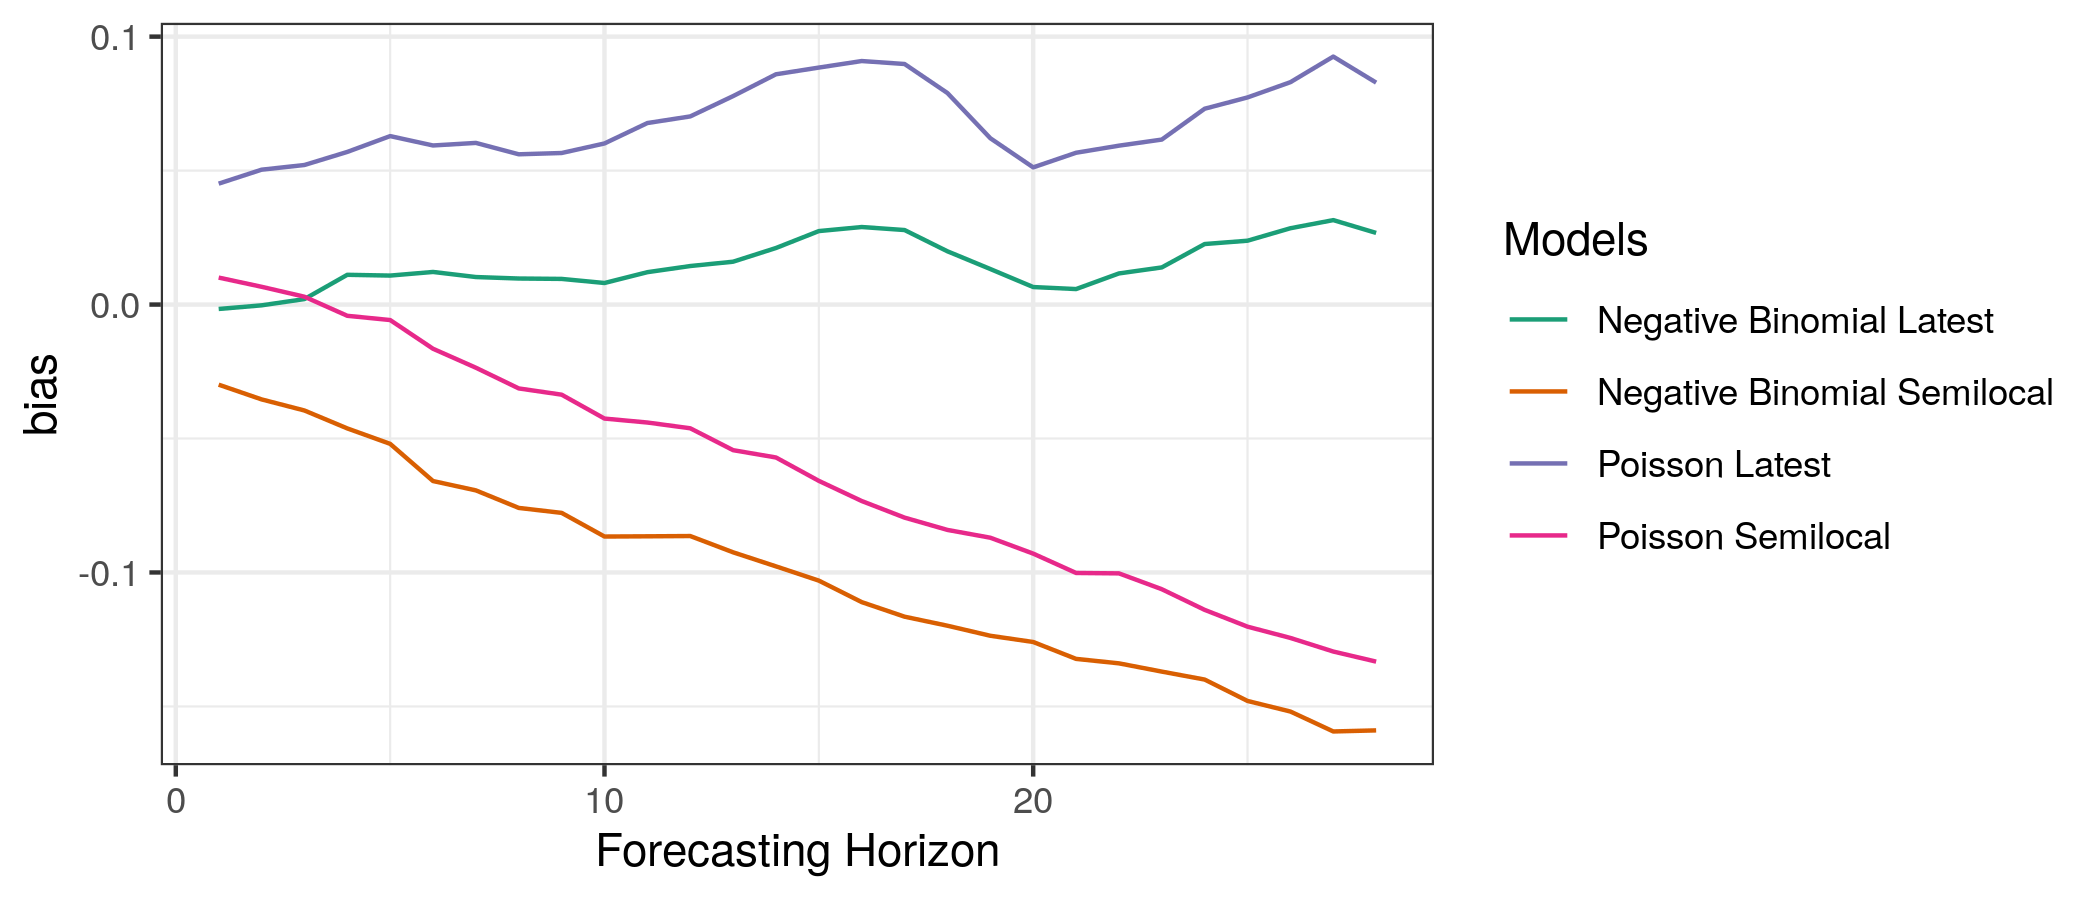 0.1
0.0
-0.1
bias
0
10
20
Forecasting Horizon
Models
Negative Binomial Latest
Negative Binomial Semilocal
Poisson Latest
Poisson Semilocal